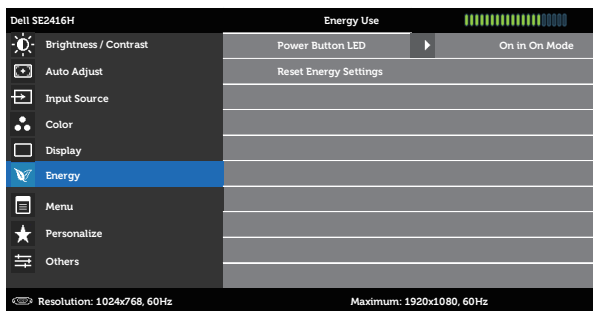 Dell SE2416H Energy Use
Brightness / Contrast Power Button LED On in On Mode
Auto Adjust Reset Energy Settings
Input Source
Color
Display
Energy
Menu
Personalize
Others
Resolution: 1024x768, 60Hz Maximum: 1920x1080, 60Hz